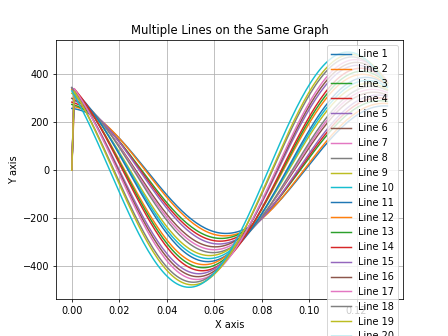 Multiple Lines on the Same Graph
Line 1
Line 2
Line 3
Line 4
Line 5
Line 6
Line 7
Line 8
Line 9
Line 10
Line 11
Line 12
Line 13
Line 14
Line 15
Line 16
Line 17
Line 18
Line 19
Line 20
Y axis
400
200
0
−200
−400
0.00 0.02 0.04 0.06 0.08 0.10
X axis